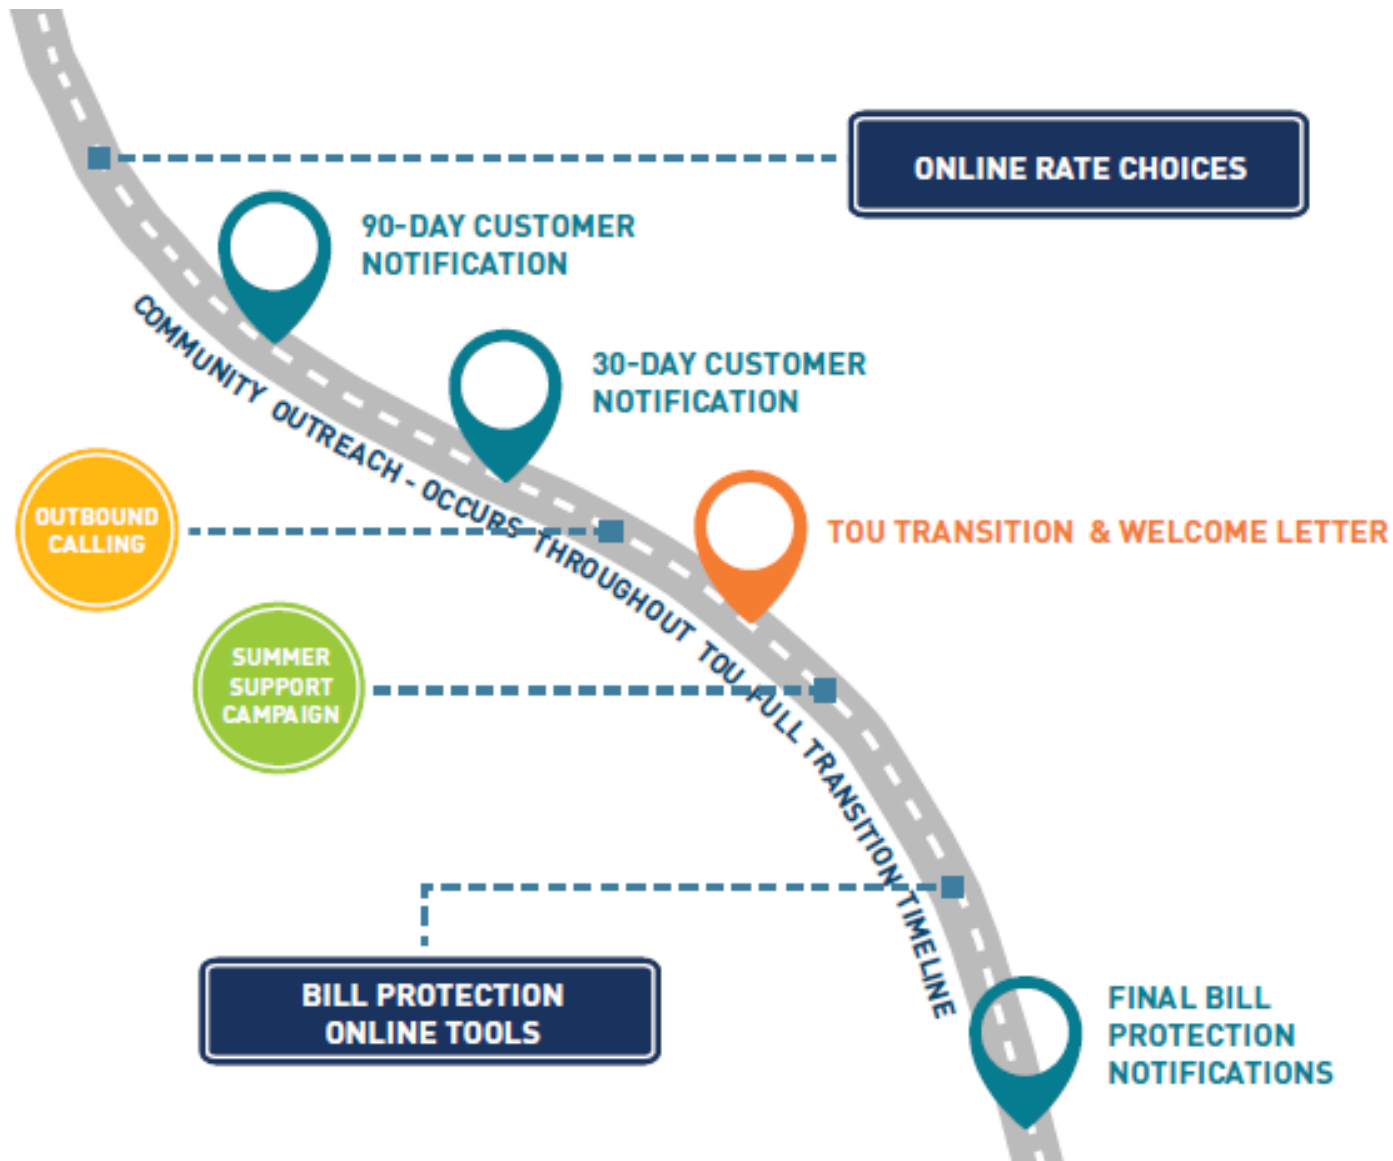 ONLINE RATE CHOICES
90-DAY CUSTOMER
NOTIFICATION
COMMUNITY OUTREACH - OCCURS THROUGHOUT TOU FULL TRANSITION TIMELINE
30-DAY CUSTOMER
NOTIFICATION
OUTBOUND
CALLING
TOU TRANSITION & WELCOME LETTER
SUMMER
SUPPORT
CAMPAIGN
BILL PROTECTION
ONLINE TOOLS
FINAL BILL
PROTECTION
NOTIFICATIONS